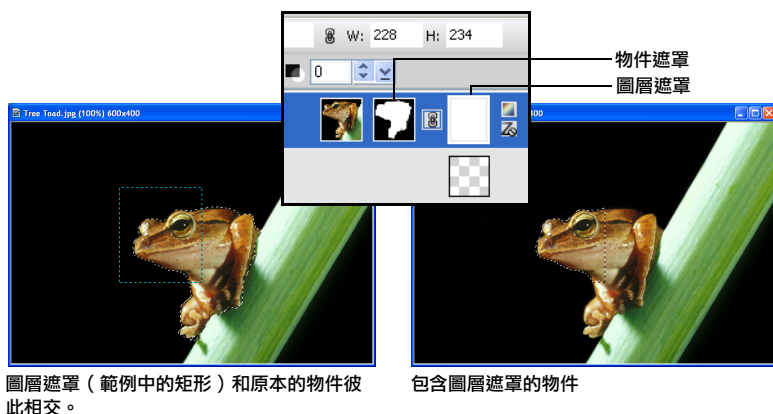 W: 228 H: 234
0
物件遮罩
圖層遮罩
Tree Toad.jpg (100%) 600x400
400
圖層遮罩（範例中的矩形）和原本的物件彼
此相交。
包含圖層遮罩的物件